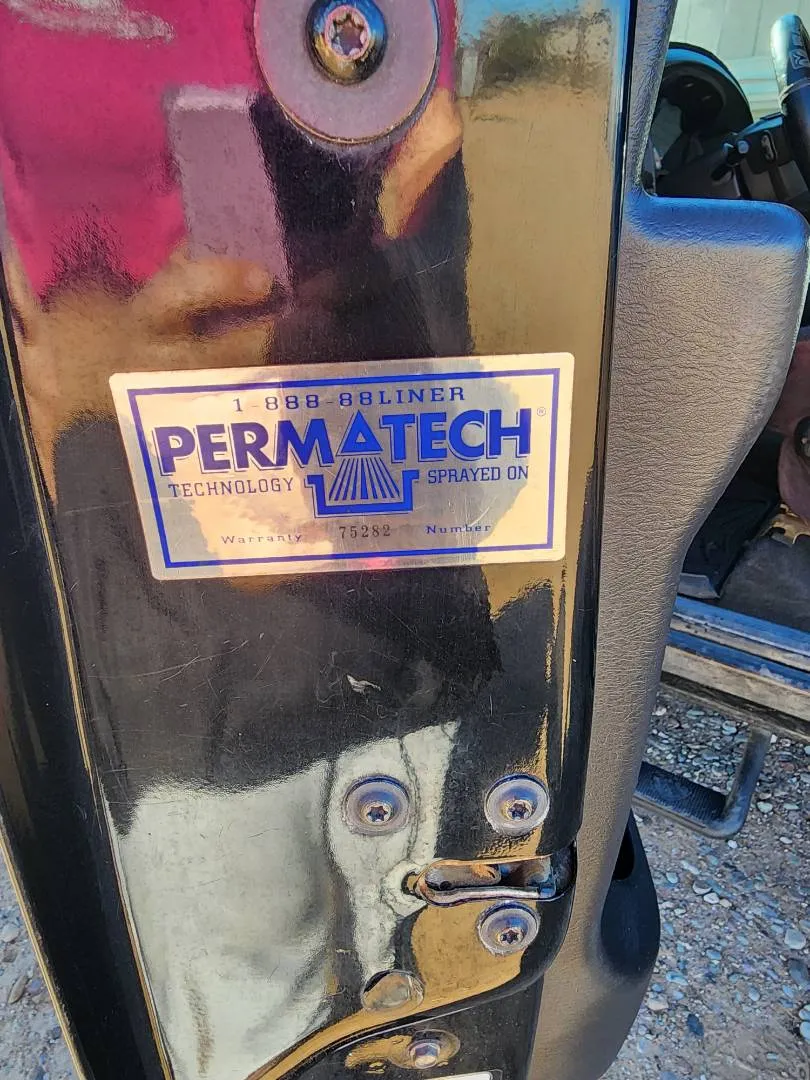 1-888-88LINER
PERMATECH®
TECHNOLOGY SPRAYED ON
Warranty 75282 Number